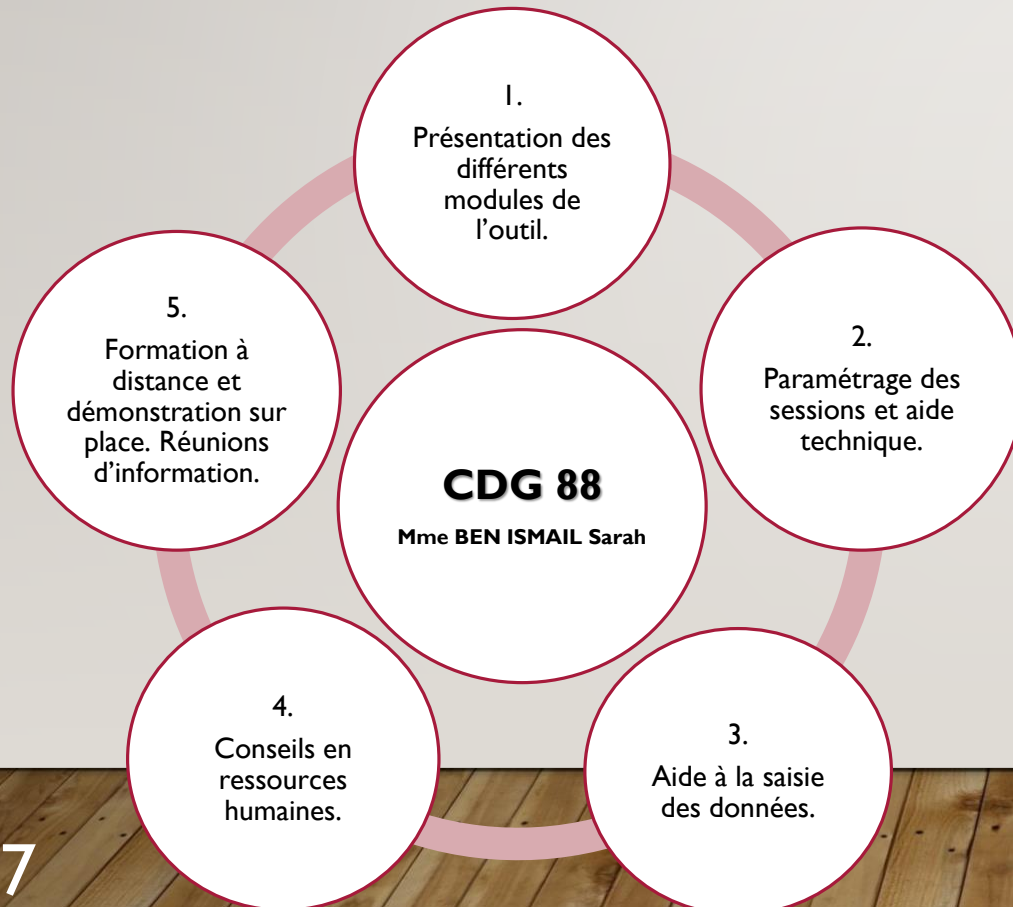 1.
Présentation des
différents
modules de
l'outil.
2.
Paramétrage des
sessions et aide
technique.
3.
Aide à la saisie
des données.
4.
Conseils en
ressources
humaines.
5.
Formation à
distance et
démonstration sur
place. Réunions
d'information.
CDG 88
Mme BEN ISMAIL Sarah
7